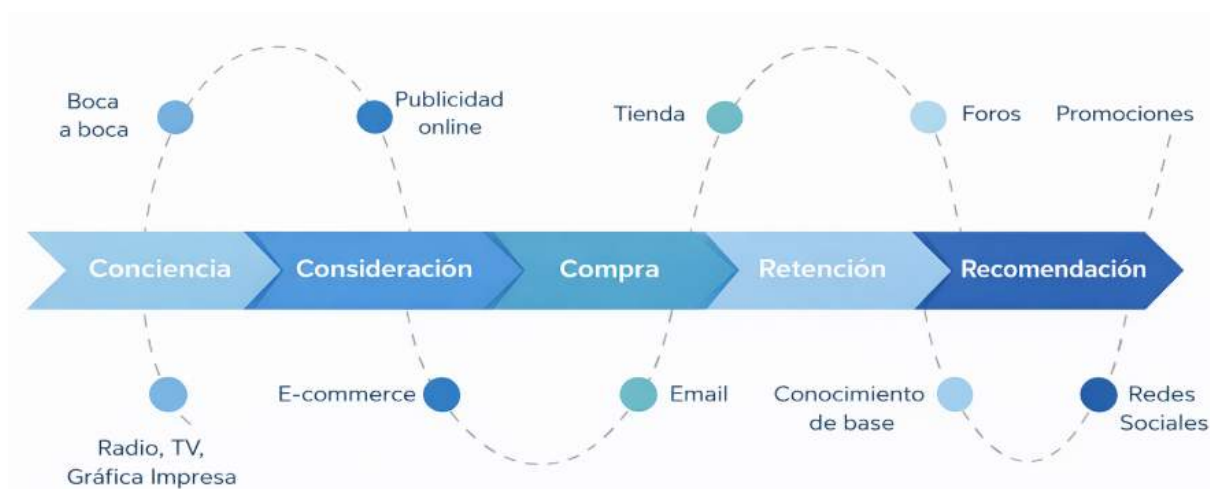 Boca
a boca
Publicidad
online
Tienda
Foros
Promociones
Conciencia
Consideración
Compra
Retención
Recomendación
Radio, TV,
Gráfica Impresa
E-commerce
Email
Conocimiento
de base
Redes
Sociales